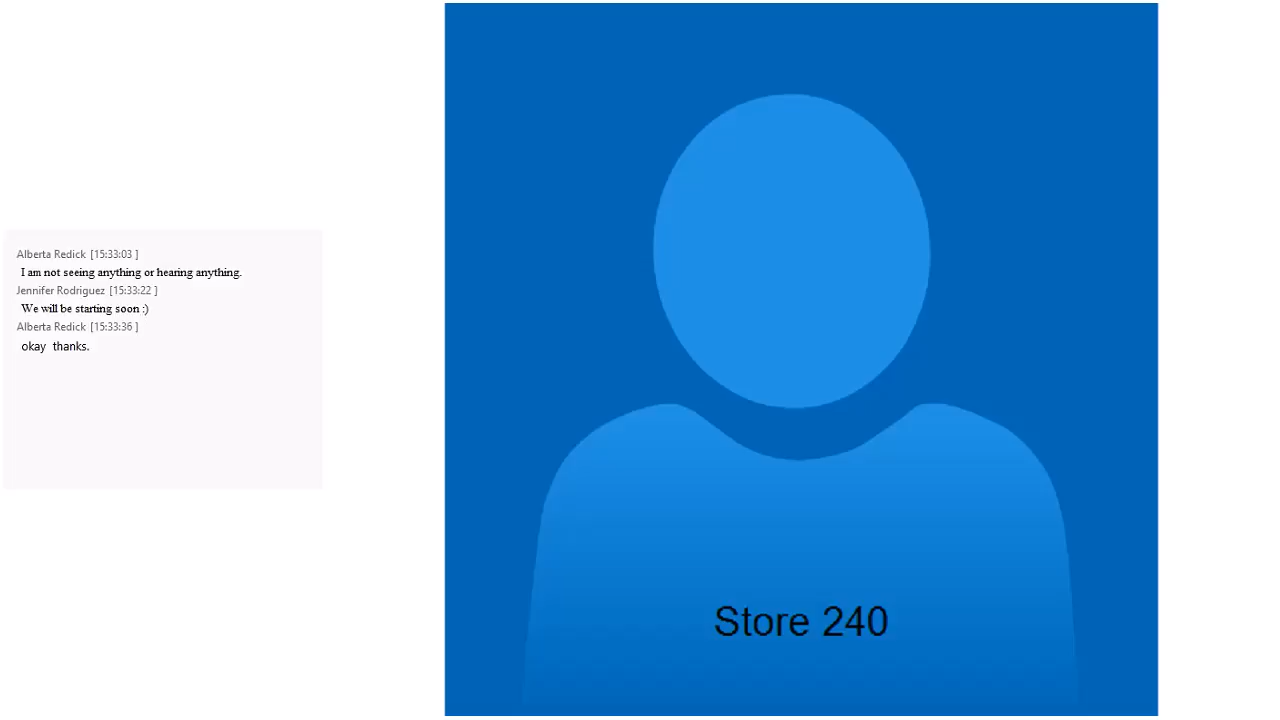 Alberta Redick [15:33:03 ]
I am not seeing anything or hearing anything.
Jennifer Rodriguez [15:33:22 ]
We will be starting soon :)
Alberta Redick [15:33:36 ]
okay  thanks.
Store 240